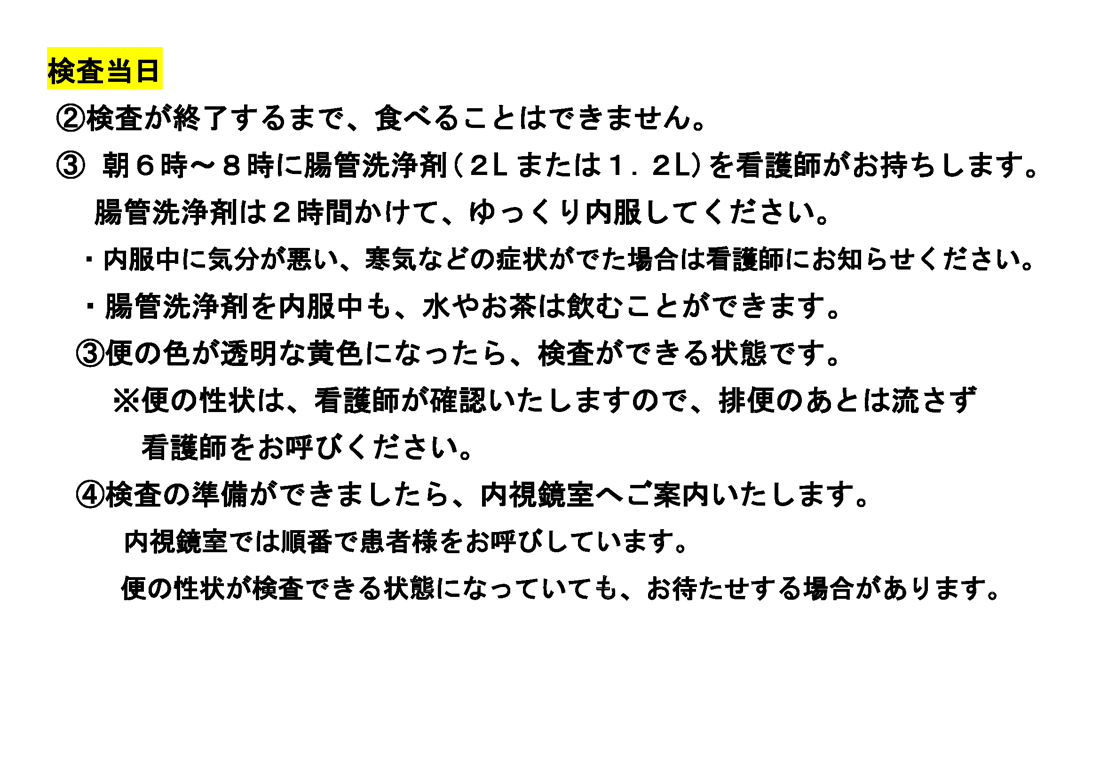 検査当日
②検査が終了するまで、食べることはできません。
③ 朝６時～８時に腸管洗浄剤(２L または１．２L)を看護師がお持ちします。
腸管洗浄剤は２時間かけて、ゆっくり内服してください。
・内服中に気分が悪い、寒気などの症状がでた場合は看護師にお知らせください。
・腸管洗浄剤を内服中も、水やお茶は飲むことができます。
③便の色が透明な黄色になったら、検査ができる状態です。
※便の性状は、看護師が確認いたしますので、排便のあとは流さず
看護師をお呼びください。
④検査の準備ができましたら、内視鏡室へご案内いたします。
内視鏡室では順番で患者様をお呼びしています。
便の性状が検査できる状態になっていても、お待たせする場合があります。